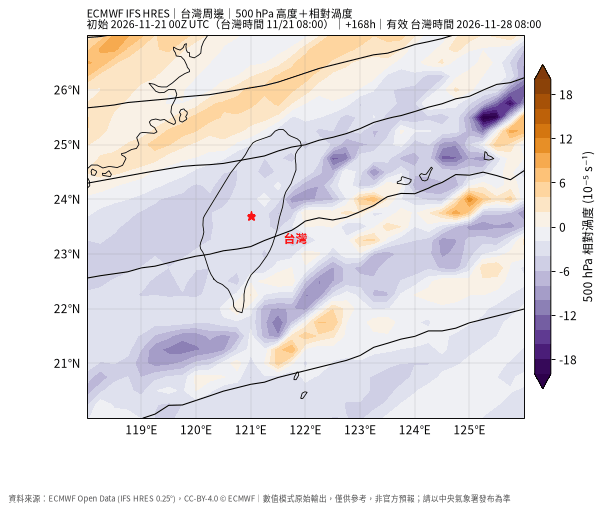 ECMWF IFS HRES｜台灣周邊｜500 hPa 高度＋相對渦度
初始 2026-11-21 00Z UTC（台灣時間 11/21 08:00）｜+168h｜有效 台灣時間 2026-11-28 08:00
26°N
25°N
24°N
23°N
22°N
21°N
119°E
120°E
121°E
122°E
123°E
124°E
125°E
台灣
18
12
6
0
-6
-12
-18
500 hPa 相對渦度 (10⁻⁵ s⁻¹)
資料來源：ECMWF Open Data (IFS HRES 0.25°)，CC-BY-4.0 © ECMWF｜數值模式原始輸出，僅供參考，非官方預報；請以中央氣象署發布為準